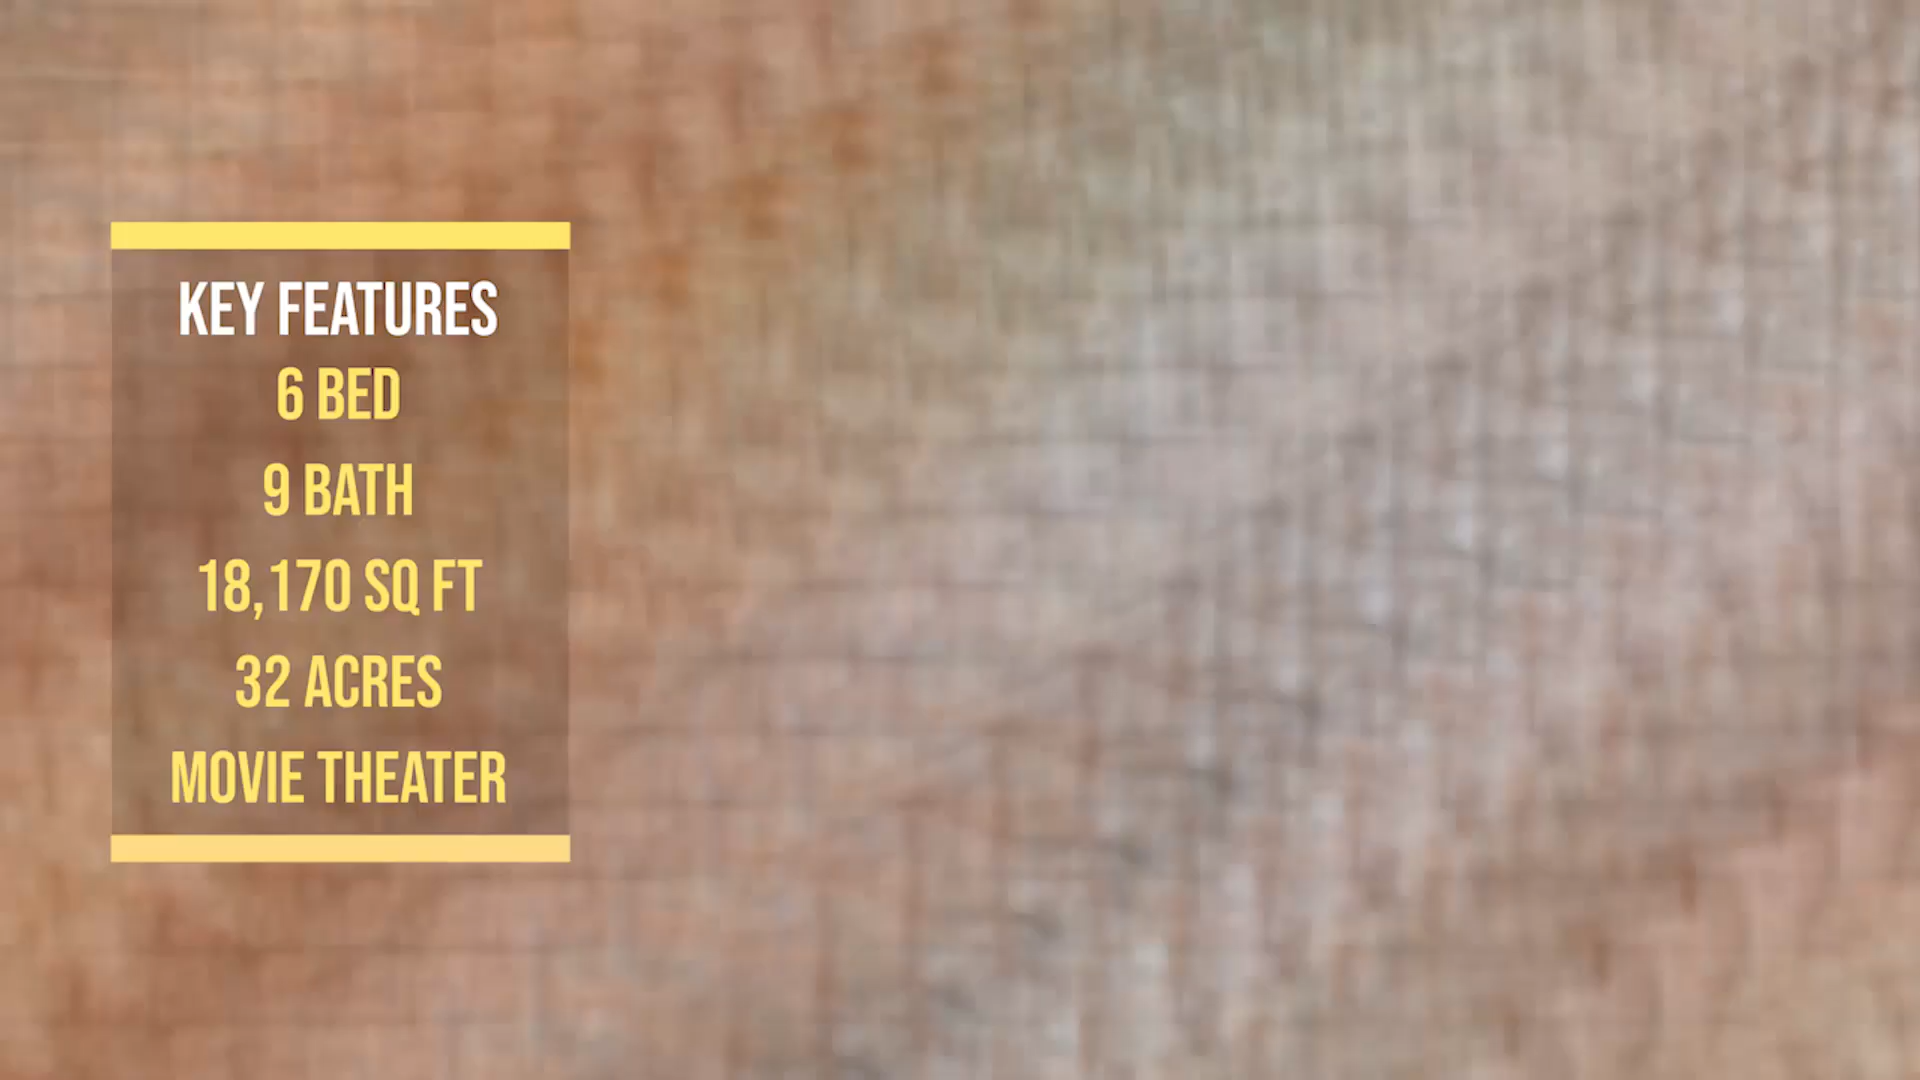 KEY FEATURES
6 BED
9 BATH
18,170 SQ FT
32 ACRES
MOVIE THEATER